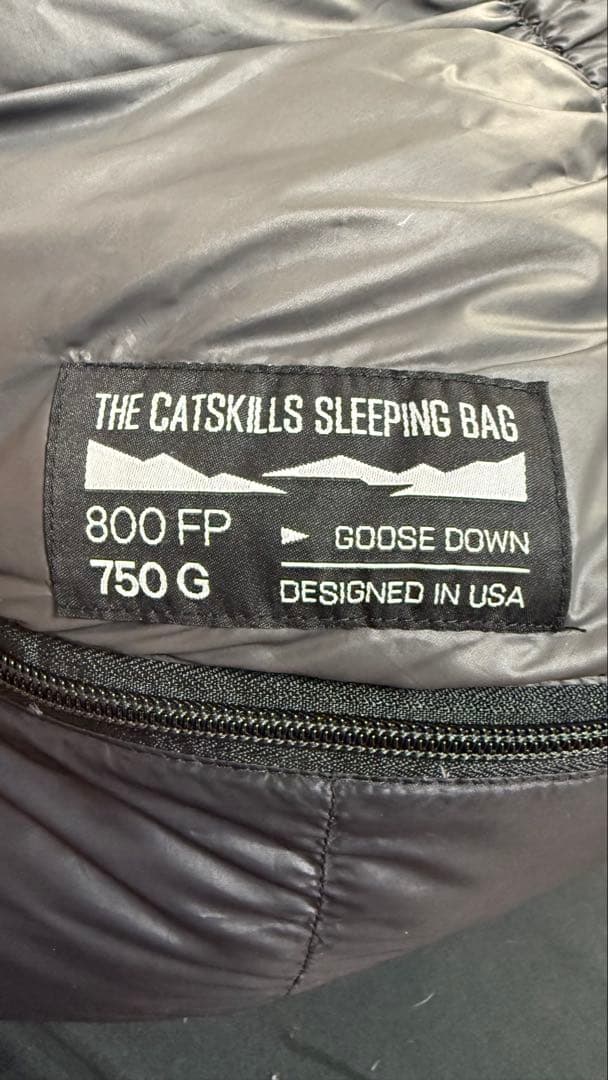 THE CATSKILLS SLEEPING BAG
800 FP
750 G
GOOSE DOWN
DESIGNED IN USA